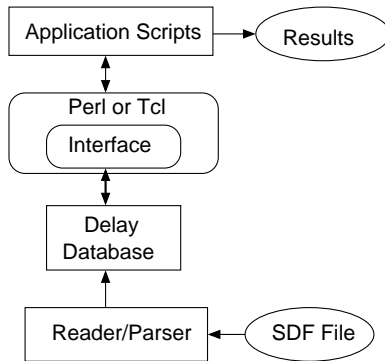 Application Scripts
Results
Perl or Tcl
Interface
Delay
Database
Reader/Parser
SDF File